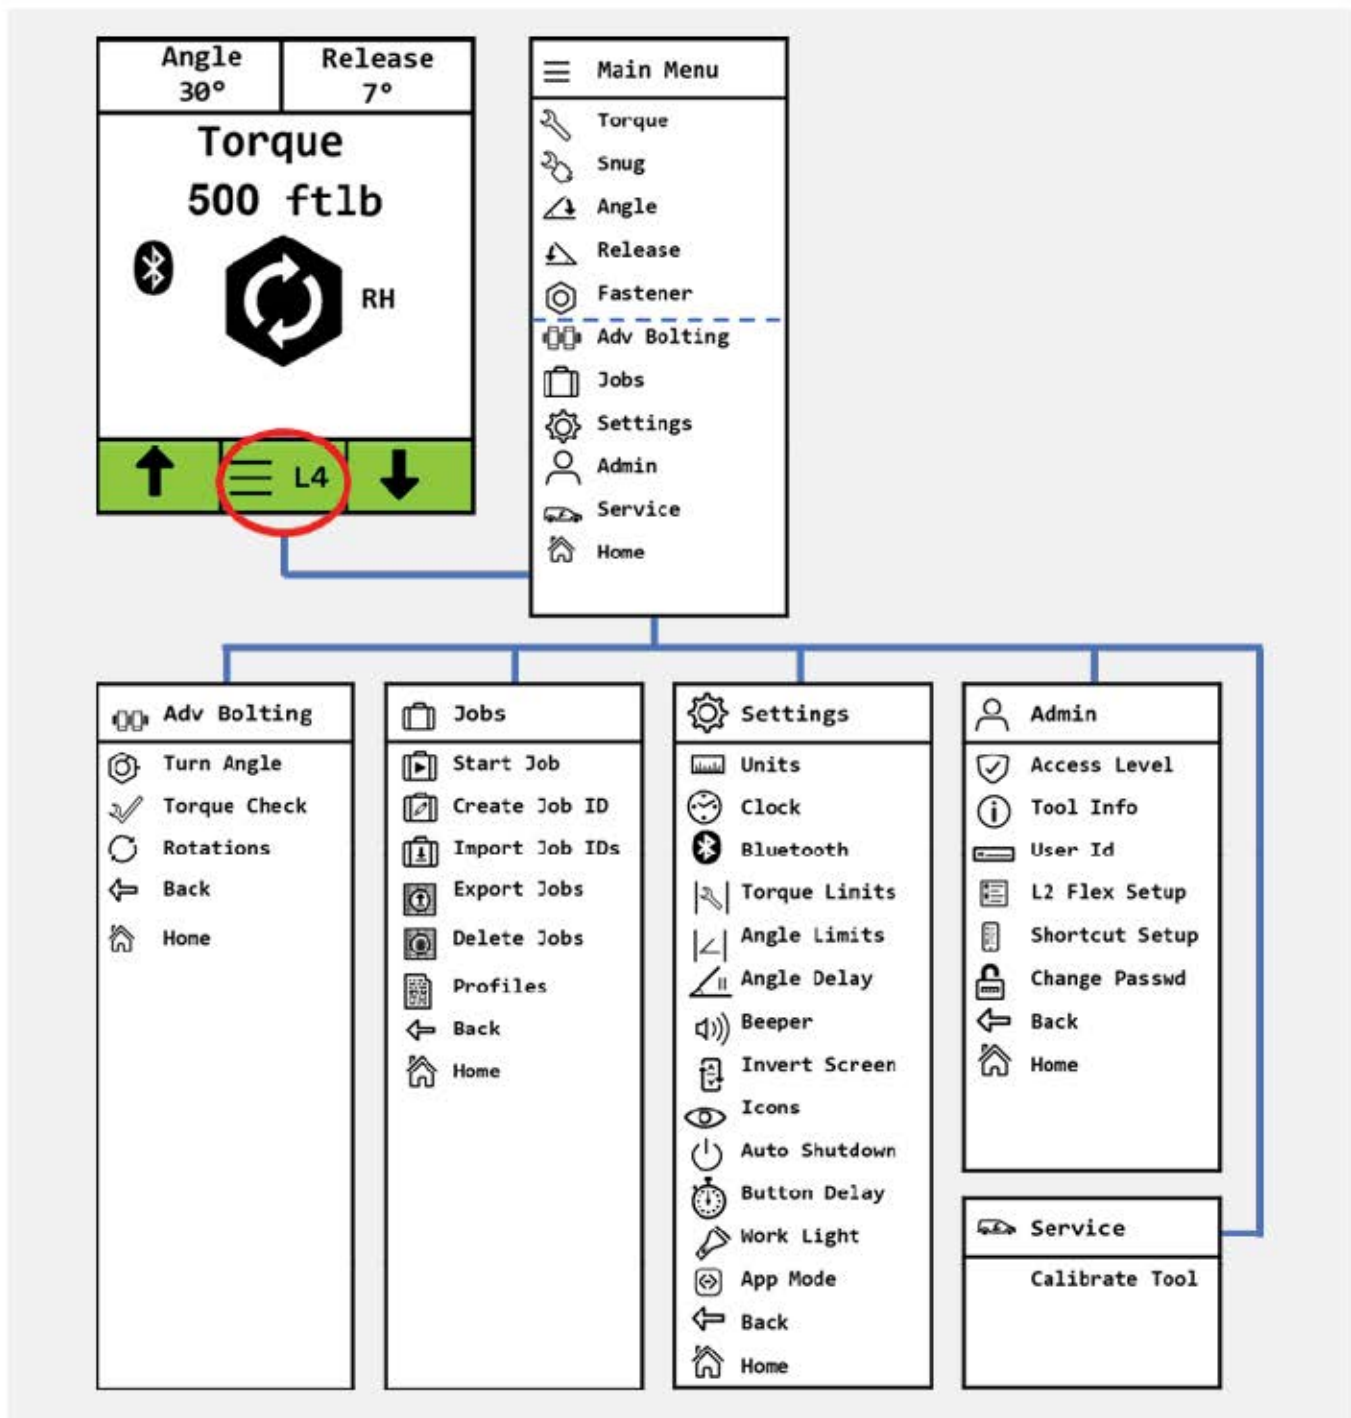 Angle
30°
Release
7°
Torque
500 ftlb
RH
L4
Main Menu
Torque
Snug
Angle
Release
Fastener
Adv Bolting
Jobs
Settings
Admin
Service
Home
Adv Bolting
Turn Angle
Torque Check
Rotations
Back
Home
Jobs
Start Job
Create Job ID
Import Job IDs
Export Jobs
Delete Jobs
Profiles
Back
Home
Settings
Units
Clock
Bluetooth
Torque Limits
Angle Limits
Angle Delay
Beeper
Invert Screen
Icons
Auto Shutdown
Button Delay
Work Light
App Mode
Back
Home
Admin
Access Level
Tool Info
User Id
L2 Flex Setup
Shortcut Setup
Change Passwd
Back
Home
Service
Calibrate Tool